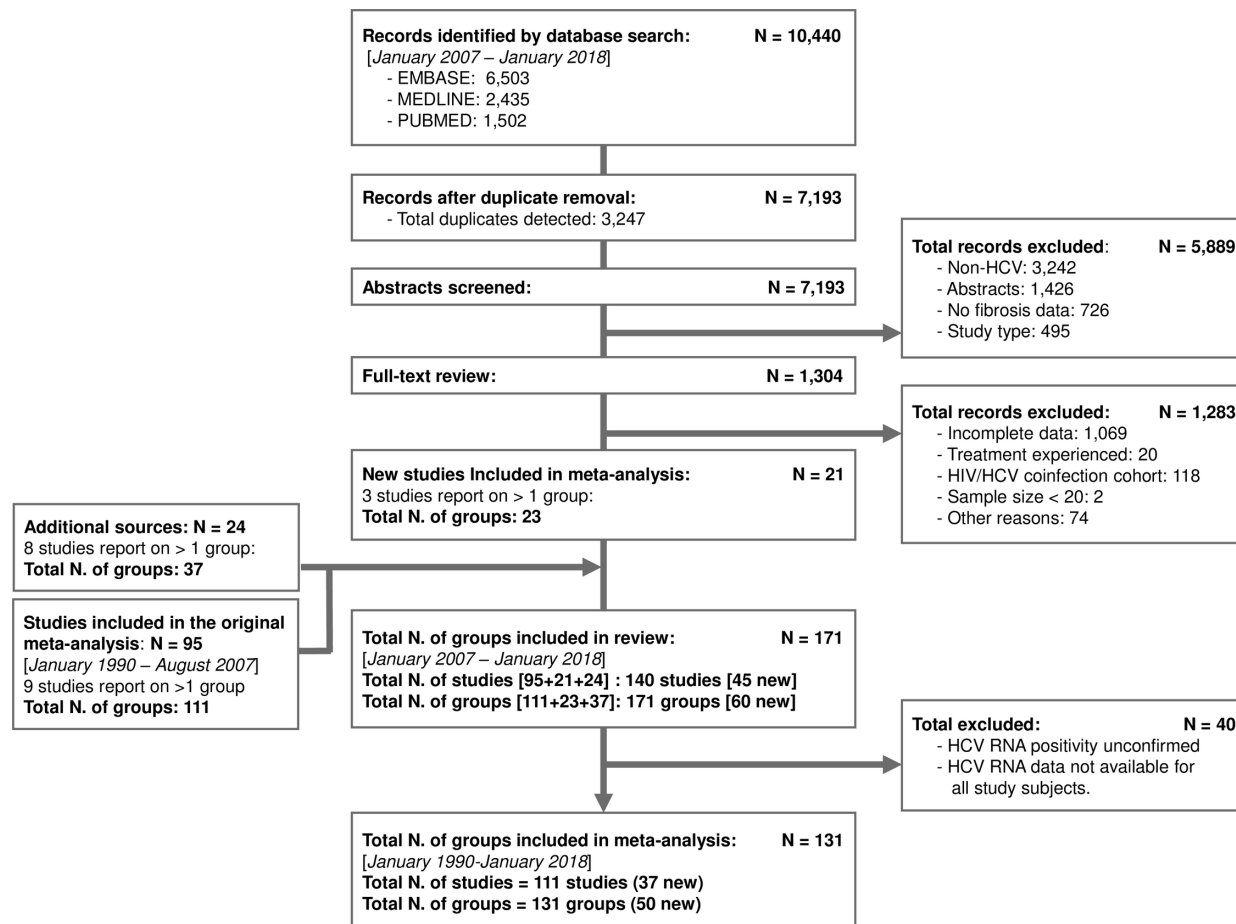 Records identified by database search: N = 10,440
[January 2007 – January 2018]
- EMBASE: 6,503
- MEDLINE: 2,435
- PUBMED: 1,502
Records after duplicate removal: N = 7,193
- Total duplicates detected: 3,247
Abstracts screened: N = 7,193
Total records excluded: N = 5,889
- Non-HCV: 3,242
- Abstracts: 1,426
- No fibrosis data: 726
- Study type: 495
Full-text review: N = 1,304
Total records excluded: N = 1,283
- Incomplete data: 1,069
- Treatment experienced: 20
- HIV/HCV coinfection cohort: 118
- Sample size < 20: 2
- Other reasons: 74
New studies Included in meta-analysis: N = 21
3 studies report on > 1 group:
Total N. of groups: 23
Additional sources: N = 24
8 studies report on > 1 group:
Total N. of groups: 37
Studies included in the original
meta-analysis: N = 95
[January 1990 – August 2007]
9 studies report on >1 group
Total N. of groups: 111
Total N. of groups included in review: N = 171
[January 2007 – January 2018]
Total N. of studies [95+21+24] : 140 studies [45 new]
Total N. of groups [111+23+37]: 171 groups [60 new]
Total excluded: N = 40
- HCV RNA positivity unconfirmed
- HCV RNA data not available for
all study subjects.
Total N. of groups included in meta-analysis: N = 131
[January 1990-January 2018]
Total N. of studies = 111 studies (37 new)
Total N. of groups = 131 groups (50 new)